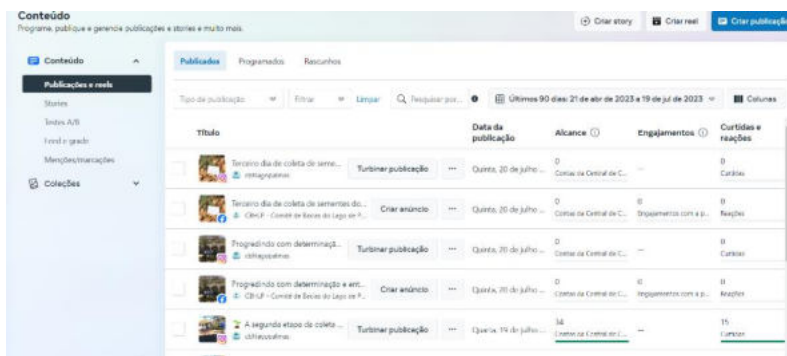 Conteúdo
Programe, publique e gerencie publicações e stories e muito mais.
Criar story
Criar reel
Criar publicação
Conteúdo
Publicações e reels
Stories
Testes A/B
Feed e grade
Menções/marcações
Coleções
Publicados Programados Rascunhos
Tipo de publicação Filtrar Limpar Pesquisar por... Últimos 90 dias: 21 de abr de 2023 a 19 de jul de 2023 Colunas
Título Data da publicação Alcance Engajamentos Curtidas e reações
Terceiro dia de coleta de seme... Turbinar publicação Quinta, 20 de julho ... 0 -- 0
Contas da Central de C... Curtidas
Terceiro dia de coleta de sementes do... Criar anúncio Quinta, 20 de julho ... 0 0 0
CBHLP - Comitê de Bacias do Lago de P... Contas da Central de C... Engajamentos com a p... Reações
Progredindo com determinaçã... Turbinar publicação Quinta, 20 de julho ... 0 -- 0
Contas da Central de C... Curtidas
Progredindo com determinação e ent... Criar anúncio Quinta, 20 de julho ... 0 0 0
CBHLP - Comitê de Bacias do Lago de P... Contas da Central de C... Engajamentos com a p... Reações
A segunda etapa da coleta ... Turbinar publicação Quarta, 19 de julho ... 34 -- 15
Contas da Central de C... Curtidas